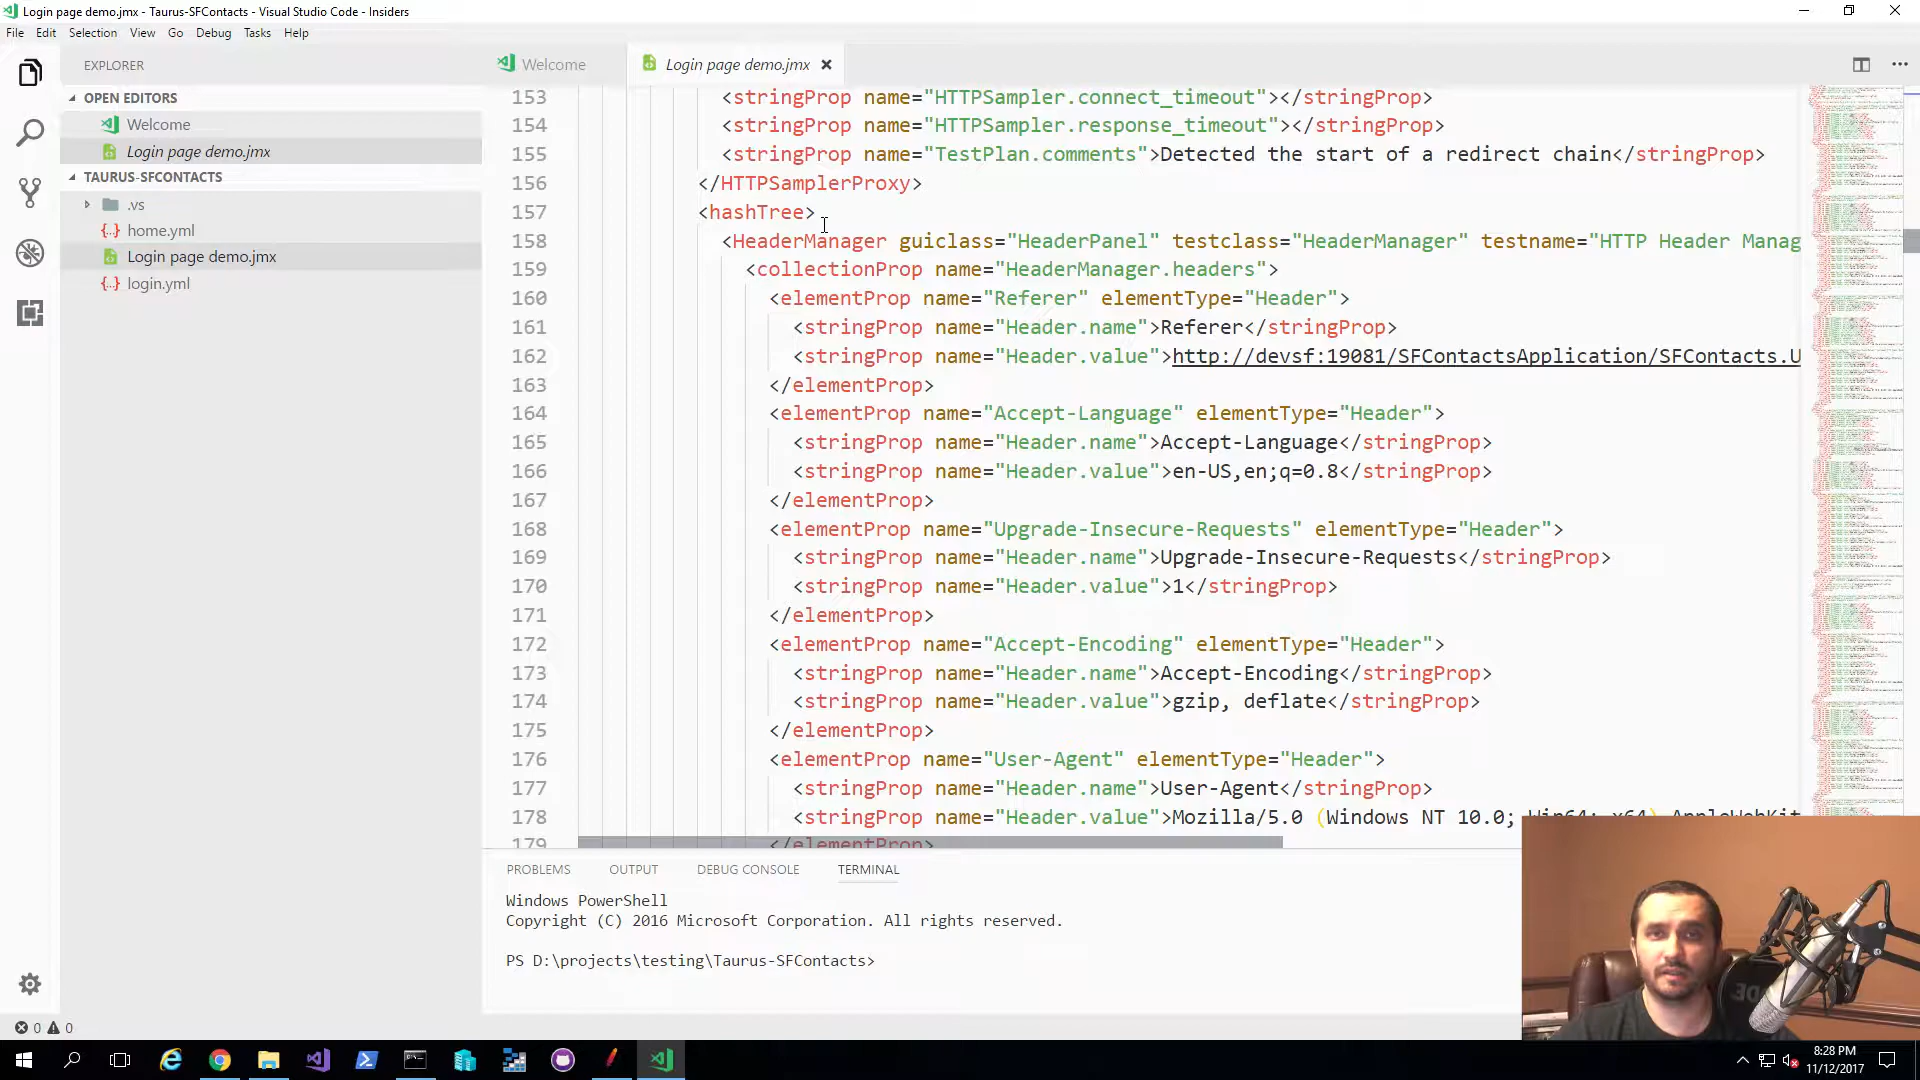 Login page demo.jmx - Taurus-SFContacts - Visual Studio Code - Insiders
File Edit Selection View Go Debug Tasks Help
EXPLORER
OPEN EDITORS
Welcome
Login page demo.jmx
TAURUS-SFCONTACTS
.vs
home.yml
Login page demo.jmx
login.yml
Welcome
Login page demo.jmx
153 <stringProp name="HTTPSampler.connect_timeout"></stringProp>
154 <stringProp name="HTTPSampler.response_timeout"></stringProp>
155 <stringProp name="TestPlan.comments">Detected the start of a redirect chain</stringProp>
156 </HTTPSamplerProxy>
157 <hashTree>
158 <HeaderManager guiclass="HeaderPanel" testclass="HeaderManager" testname="HTTP Header Manag
159 <collectionProp name="HeaderManager.headers">
160 <elementProp name="Referer" elementType="Header">
161 <stringProp name="Header.name">Referer</stringProp>
162 <stringProp name="Header.value">http://devsf:19081/SFContactsApplication/SFContacts.U
163 </elementProp>
164 <elementProp name="Accept-Language" elementType="Header">
165 <stringProp name="Header.name">Accept-Language</stringProp>
166 <stringProp name="Header.value">en-US,en;q=0.8</stringProp>
167 </elementProp>
168 <elementProp name="Upgrade-Insecure-Requests" elementType="Header">
169 <stringProp name="Header.name">Upgrade-Insecure-Requests</stringProp>
170 <stringProp name="Header.value">1</stringProp>
171 </elementProp>
172 <elementProp name="Accept-Encoding" elementType="Header">
173 <stringProp name="Header.name">Accept-Encoding</stringProp>
174 <stringProp name="Header.value">gzip, deflate</stringProp>
175 </elementProp>
176 <elementProp name="User-Agent" elementType="Header">
177 <stringProp name="Header.name">User-Agent</stringProp>
178 <stringProp name="Header.value">Mozilla/5.0 (Windows NT 10.0; Win64; x64) AppleWebKit
179 </elementProp>
PROBLEMS OUTPUT DEBUG CONSOLE TERMINAL
Windows PowerShell
Copyright (C) 2016 Microsoft Corporation. All rights reserved.
PS D:\projects\testing\Taurus-SFContacts>
0 0
8:28 PM
11/12/2017